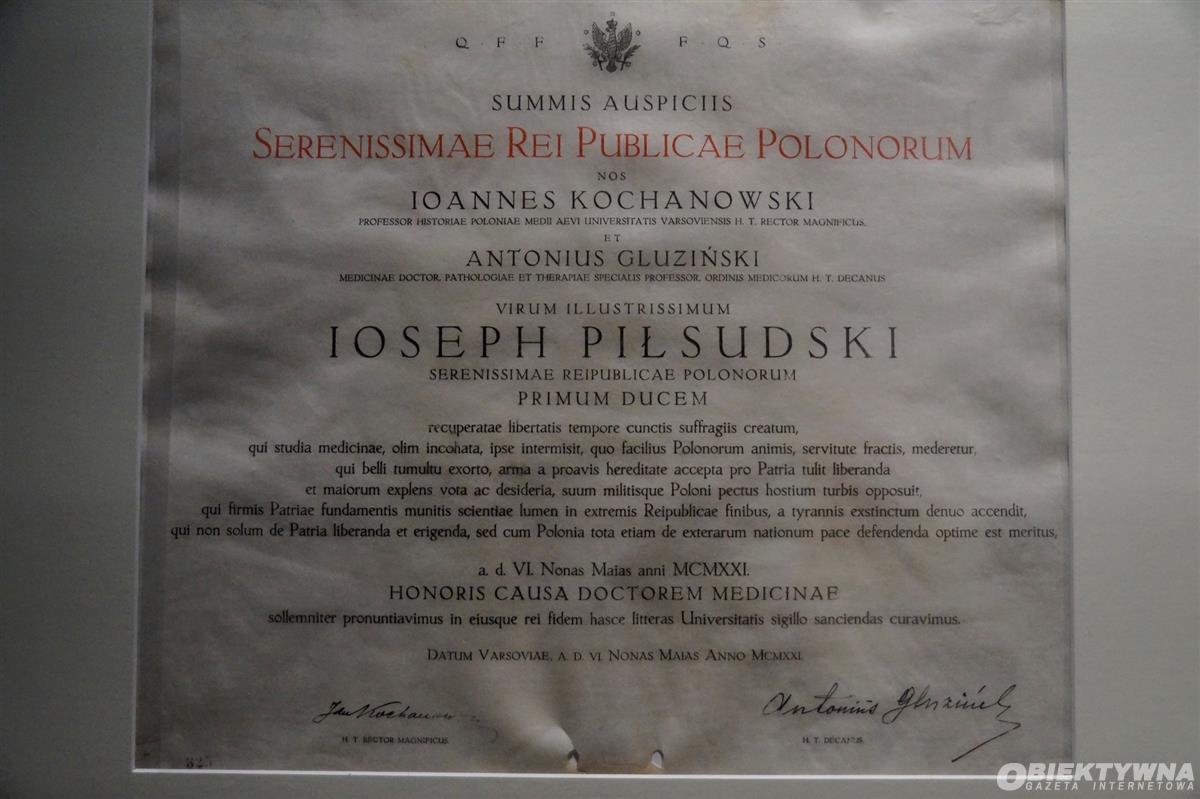 Q · F · F F · Q · S
SUMMIS AUSPICIIS
SERENISSIMAE REI PUBLICAE POLONORUM
NOS
IOANNES KOCHANOWSKI
PROFESSOR HISTORIAE POLONIAE MEDII AEVI UNIVERSITATIS VARSOVIENSIS H. T. RECTOR MAGNIFICUS.
ET
ANTONIUS GLUZIŃSKI
MEDICINAE DOCTOR, PATHOLOGIAE ET THERAPIAE SPECIALIS PROFESSOR, ORDINIS MEDICORUM H. T. DECANUS
VIRUM ILLUSTRISSIMUM
IOSEPH PIŁSUDSKI
SERENISSIMAE REIPUBLICAE POLONORUM
PRIMUM DUCEM
recuperatae libertatis tempore cunctis suffragiis creatum,
qui studia medicinae, olim incohata, ipse intermisit, quo facilius Polonorum animis, servitute fractis, mederetur,
qui belli tumultu exorto, arma a proavis hereditate accepta pro Patria tulit liberanda
et maiorum explens vota ac desideria, suum militisque Poloni pectus hostium turbis opposuit,
qui firmis Patriae fundamentis munitis scientiae lumen in extremis Reipublicae finibus, a tyrannis exstinctum denuo accendit,
qui non solum de Patria liberanda et erigenda, sed cum Polonia tota etiam de exterarum nationum pace defendenda optime est meritus,
a. d. VI. Nonas Maias anni MCMXXI.
HONORIS CAUSA DOCTOREM MEDICINAE
sollemniter pronuntiavimus in eiusque rei fidem hasce litteras Universitatis sigillo sanciendas curavimus.
DATUM VARSOVIAE, A. D. VI. NONAS MAIAS ANNO MCMXXI.
Jan Kochanowski Antonius Gluziński
H. T. RECTOR MAGNIFICUS. H. T. DECANUS.
OBIEKTYWNA
GAZETA INTERNETOWA